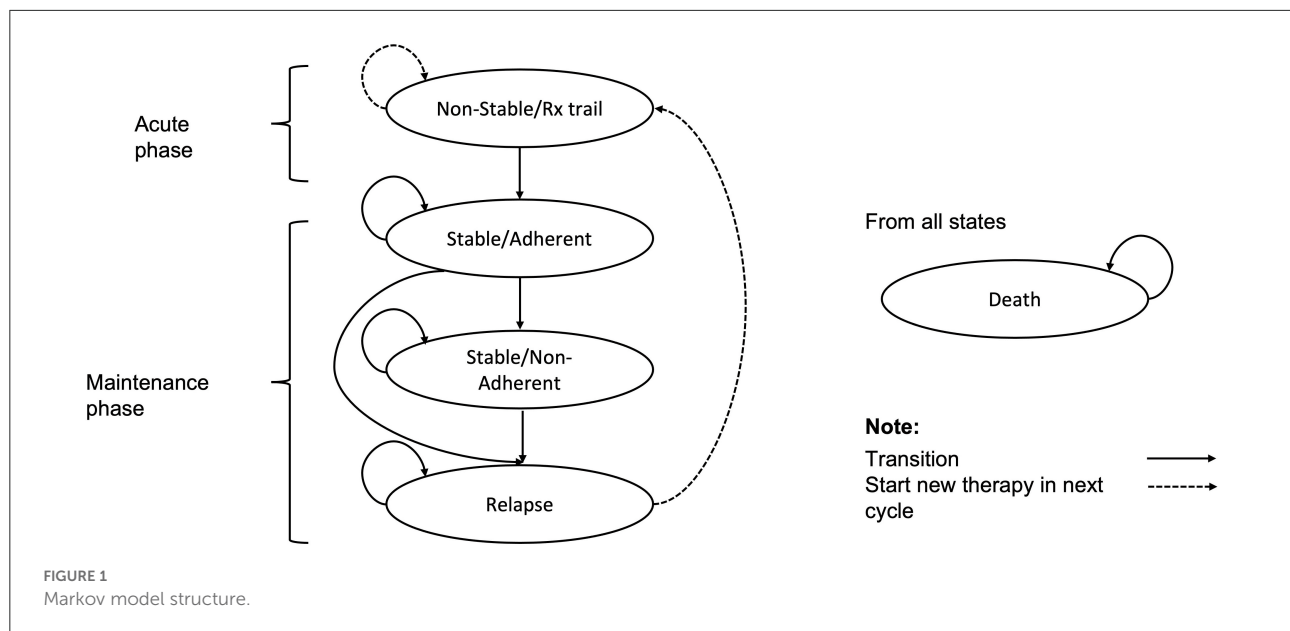 Acute
phase
Non-Stable/Rx trail
Stable/Adherent
Stable/Non-
Adherent
Relapse
Maintenance
phase
From all states
Death
Note:
Transition
Start new therapy in next
cycle
FIGURE 1
Markov model structure.